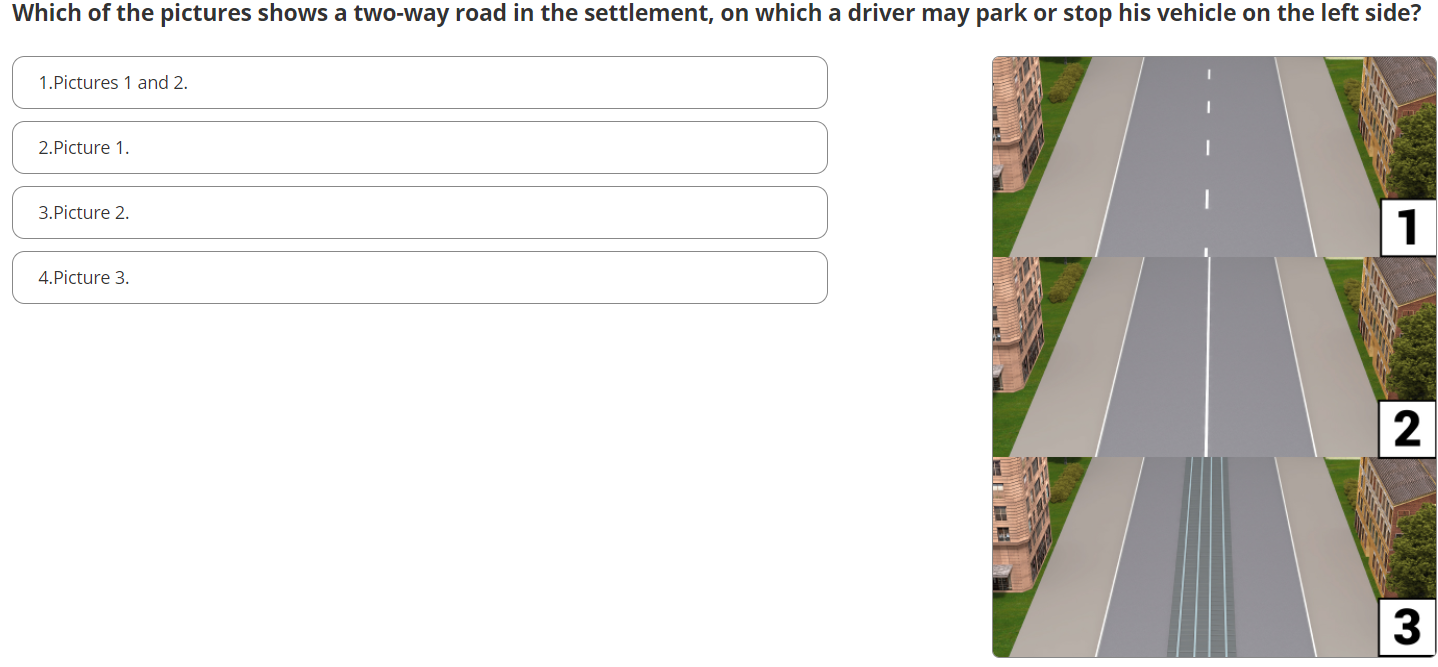 Which of the pictures shows a two-way road in the settlement, on which a driver may park or stop his vehicle on the left side?
1.Pictures 1 and 2.
2.Picture 1.
3.Picture 2.
4.Picture 3.
1
2
3